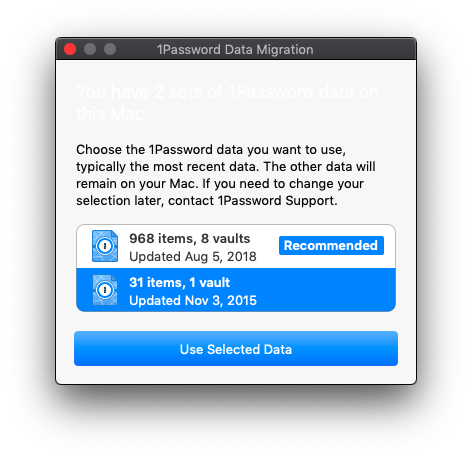 1Password Data Migration
You have 2 sets of 1Password data on
this Mac
Choose the 1Password data you want to use,
typically the most recent data. The other data will
remain on your Mac. If you need to change your
selection later, contact 1Password Support.
968 items, 8 vaults
Recommended
Updated Aug 5, 2018
31 items, 1 vault
Updated Nov 3, 2015
Use Selected Data